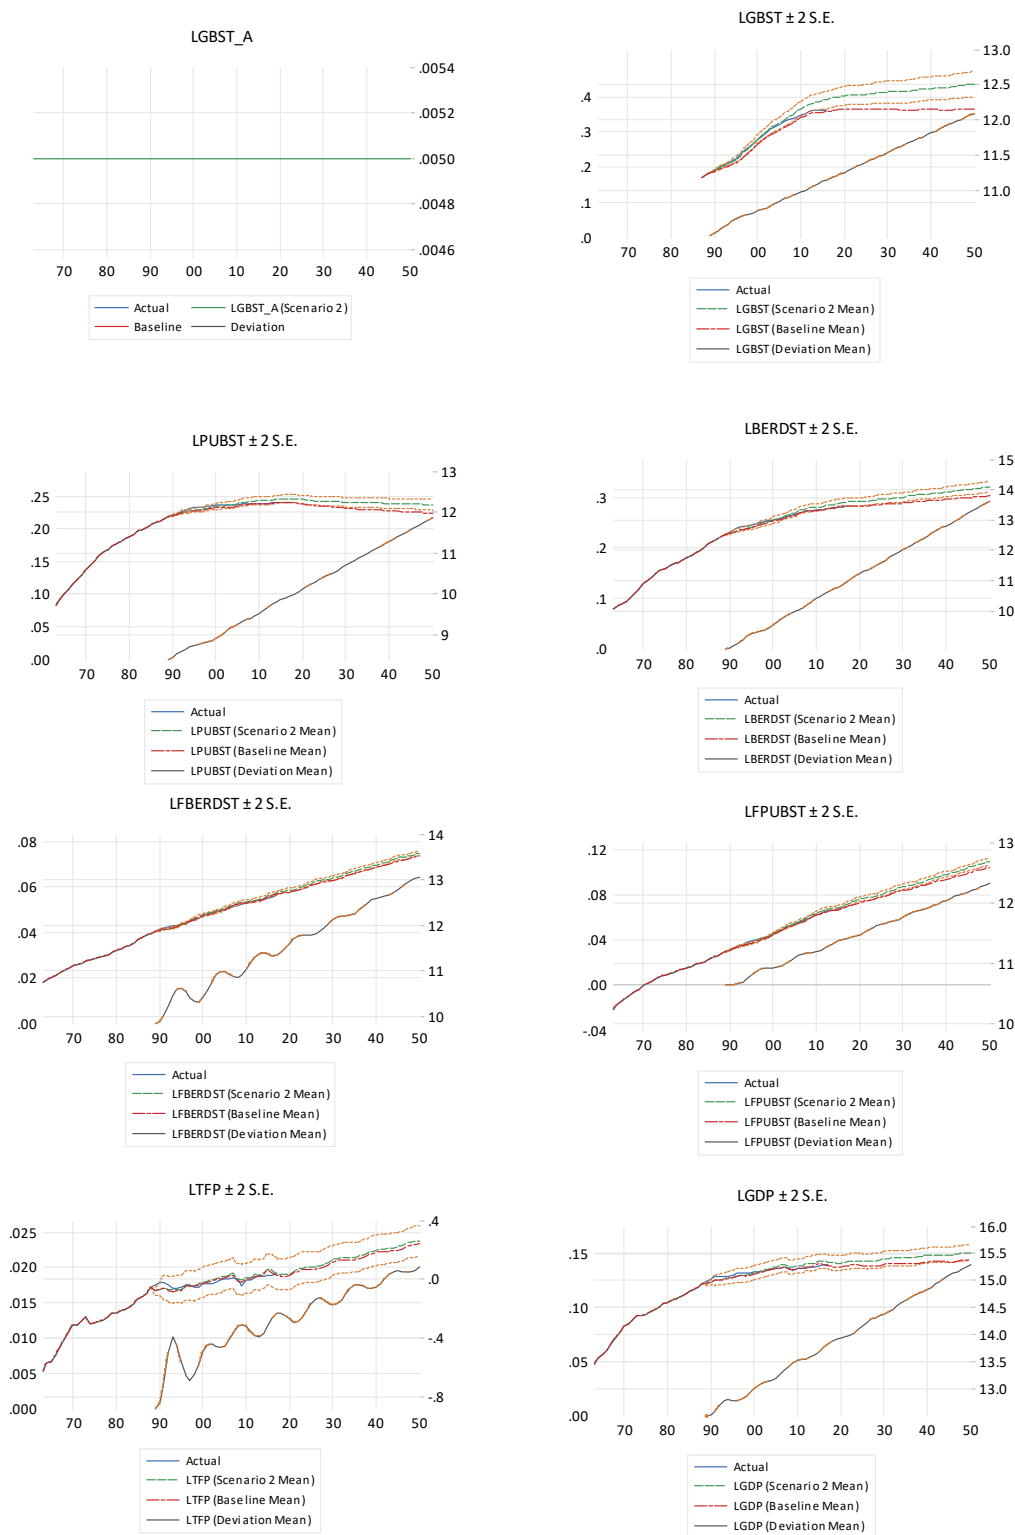 LGBST_A
.0054
.0052
.0050
.0048
.0046
70 80 90 00 10 20 30 40 50
Actual LGBST_A (Scenario 2)
Baseline Deviation
LGBST ± 2 S.E.
13.0
12.5
12.0
11.5
11.0
.4
.3
.2
.1
.0
70 80 90 00 10 20 30 40 50
Actual
LGBST (Scenario 2 Mean)
LGBST (Baseline Mean)
LGBST (Deviation Mean)
LPUBST ± 2 S.E.
13
12
11
10
9
.25
.20
.15
.10
.05
.00
70 80 90 00 10 20 30 40 50
Actual
LPUBST (Scenario 2 Mean)
LPUBST (Baseline Mean)
LPUBST (Deviation Mean)
LBERDST ± 2 S.E.
15
14
13
12
11
10
.3
.2
.1
.0
70 80 90 00 10 20 30 40 50
Actual
LBERDST (Scenario 2 Mean)
LBERDST (Baseline Mean)
LBERDST (Deviation Mean)
LFBERDST ± 2 S.E.
14
13
12
11
10
.08
.06
.04
.02
.00
70 80 90 00 10 20 30 40 50
Actual
LFBERDST (Scenario 2 Mean)
LFBERDST (Baseline Mean)
LFBERDST (Deviation Mean)
LFPUBST ± 2 S.E.
13
12
11
10
.12
.08
.04
.00
-.04
70 80 90 00 10 20 30 40 50
Actual
LFPUBST (Scenario 2 Mean)
LFPUBST (Baseline Mean)
LFPUBST (Deviation Mean)
LTFP ± 2 S.E.
.4
.0
-.4
-.8
.025
.020
.015
.010
.005
.000
70 80 90 00 10 20 30 40 50
Actual
LTFP (Scenario 2 Mean)
LTFP (Baseline Mean)
LTFP (Deviation Mean)
LGDP ± 2 S.E.
16.0
15.5
15.0
14.5
14.0
13.5
13.0
.15
.10
.05
.00
70 80 90 00 10 20 30 40 50
Actual
LGDP (Scenario 2 Mean)
LGDP (Baseline Mean)
LGDP (Deviation Mean)